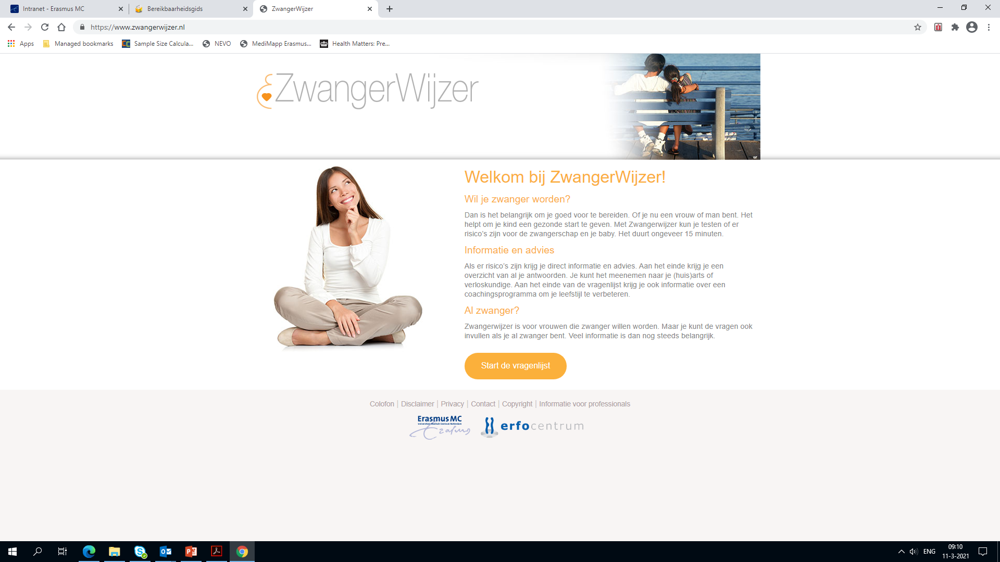 Intranet - Erasmus MC
Bereikbaarheidsgids
ZwangerWijzer
https://www.zwangerwijzer.nl
Apps
Managed bookmarks
Sample Size Calcula...
NEVO
MediMapp Erasmus...
Health Matters: Pre...
ZwangerWijzer
Welkom bij ZwangerWijzer!
Wil je zwanger worden?
Dan is het belangrijk om je goed voor te bereiden. Of je nu een vrouw of man bent. Het
helpt om je kind een gezonde start te geven. Met Zwangerwijzer kun je testen of er
risico’s zijn voor de zwangerschap en je baby. Het duurt ongeveer 15 minuten.
Informatie en advies
Als er risico’s zijn krijg je direct informatie en advies. Aan het einde krijg je een
overzicht van al je antwoorden. Je kunt het meenemen naar je (huis)arts of
verloskundige. Aan het einde van de vragenlijst krijg je ook informatie over een
coachingsprogramma om je leefstijl te verbeteren.
Al zwanger?
Zwangerwijzer is voor vrouwen die zwanger willen worden. Maar je kunt de vragen ook
invullen als je al zwanger bent. Veel informatie is dan nog steeds belangrijk.
Start de vragenlijst
Colofon | Disclaimer | Privacy | Contact | Copyright | Informatie voor professionals
Erasmus MC
Universitair Medisch Centrum Rotterdam
Erasmus
erfocentrum
ENG
09:10
11-3-2021